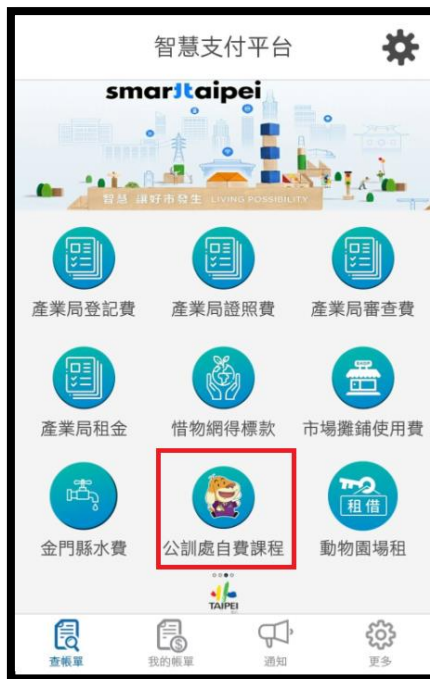 智慧支付平台
smarttaipei
智慧 讓好市發生 LIVING POSSIBILITY
產業局登記費
產業局證照費
產業局審查費
產業局租金
惜物網得標款
SHOP
市場攤鋪使用費
金門縣水費
公訓處自費課程
租借
動物園場租
TAIPEI
查帳單
我的帳單
通知
更多